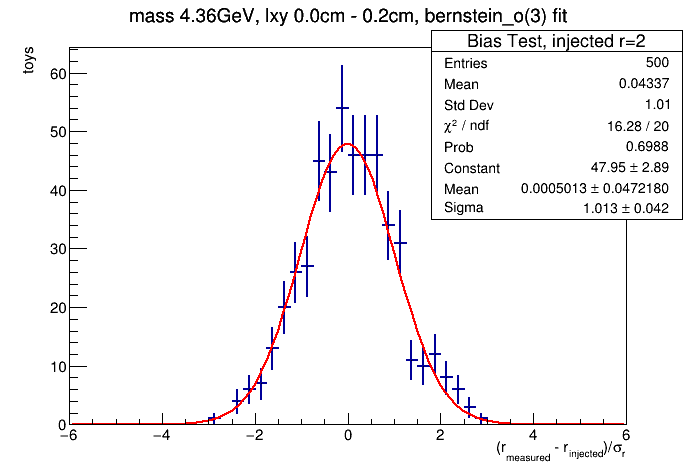 mass 4.36GeV, lxy 0.0cm - 0.2cm, bernstein_o(3) fit
Bias Test, injected r=2
Entries 500
Mean 0.04337
Std Dev 1.01
χ² / ndf 16.28 / 20
Prob 0.6988
Constant 47.95 ± 2.89
Mean 0.0005013 ± 0.0472180
Sigma 1.013 ± 0.042
toys
60
50
40
30
20
10
0
−6 −4 −2 0 2 4 6
(r_measured - r_injected)/σ_r